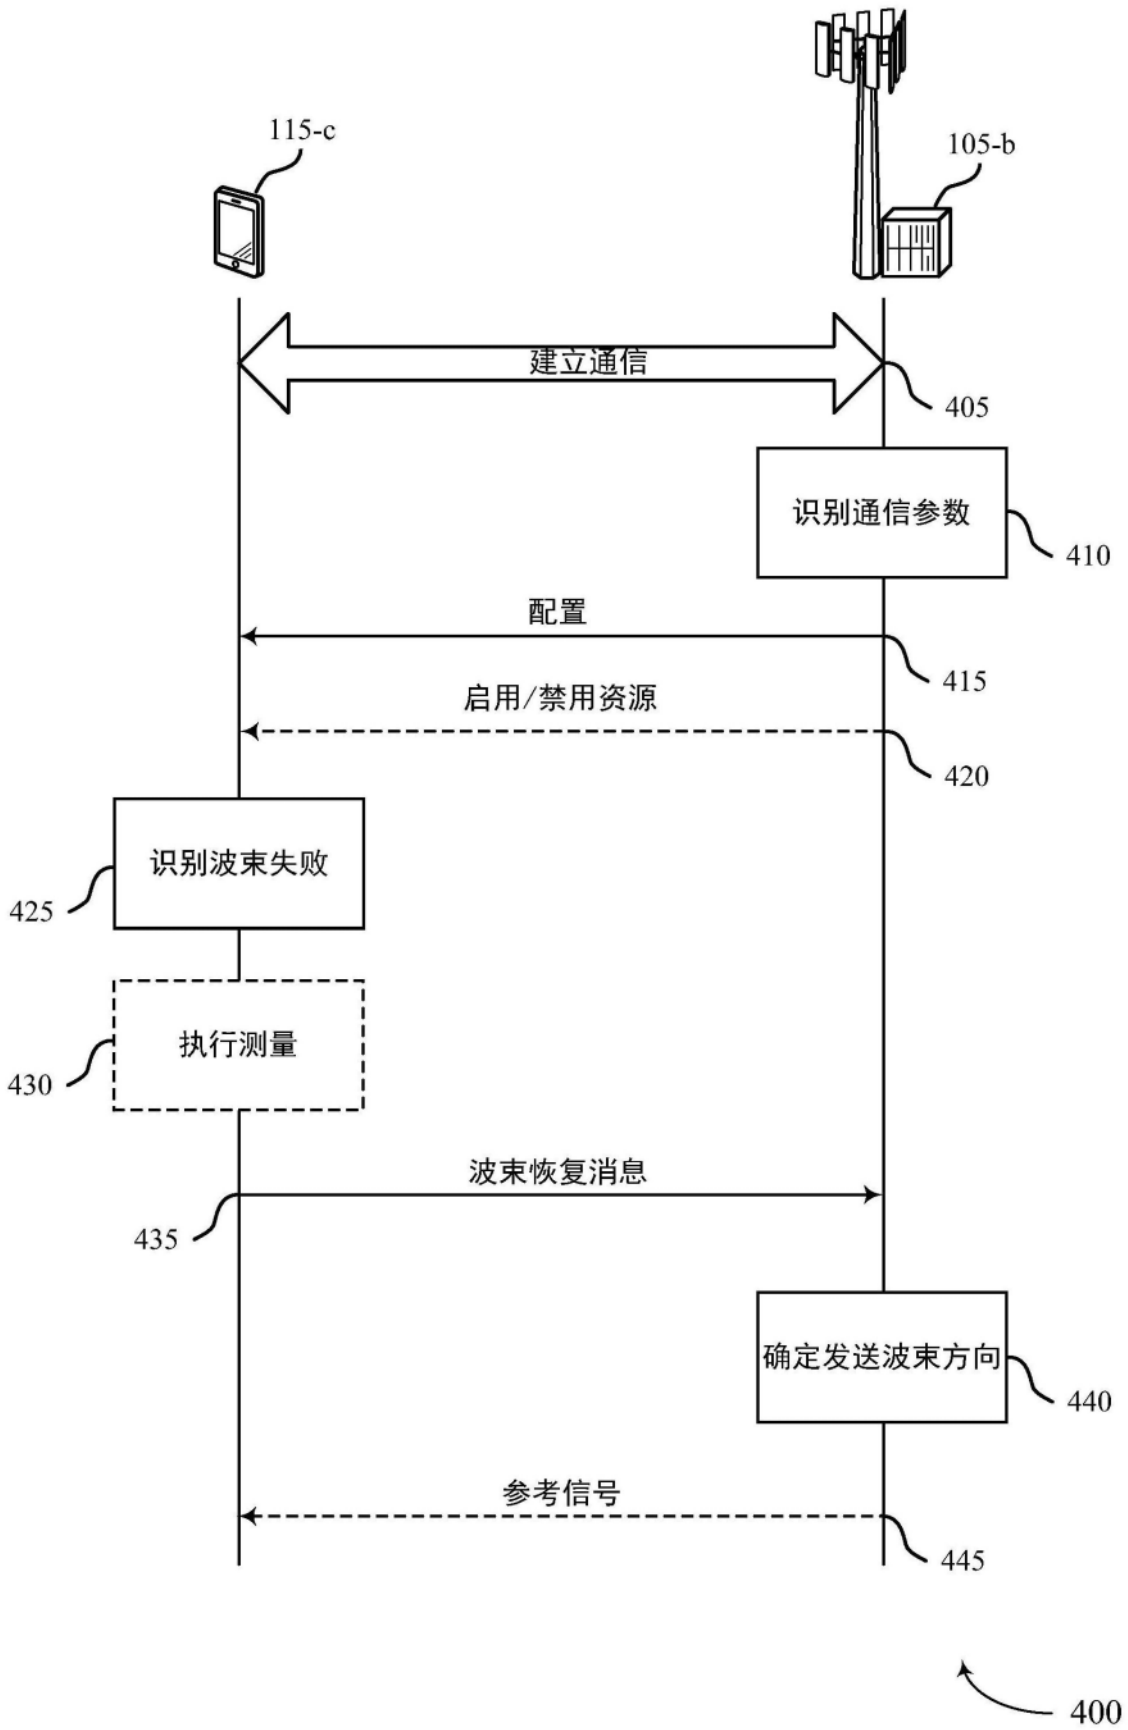 115-c
105-b
建立通信
405
识别通信参数
410
配置
415
启用/禁用资源
420
识别波束失败
425
执行测量
430
波束恢复消息
435
确定发送波束方向
440
参考信号
445
400